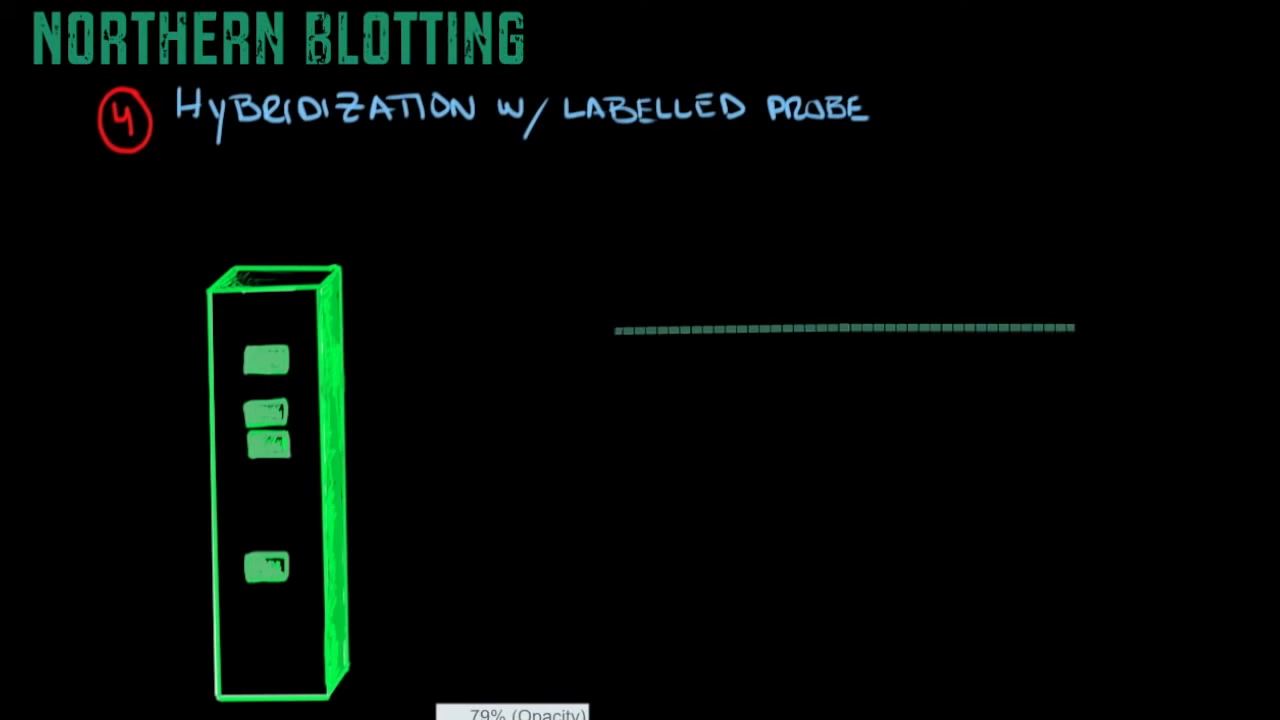 NORTHERN BLOTTING
4 HYBRIDIZATION W/ LABELLED PROBE
79% (Opacity)